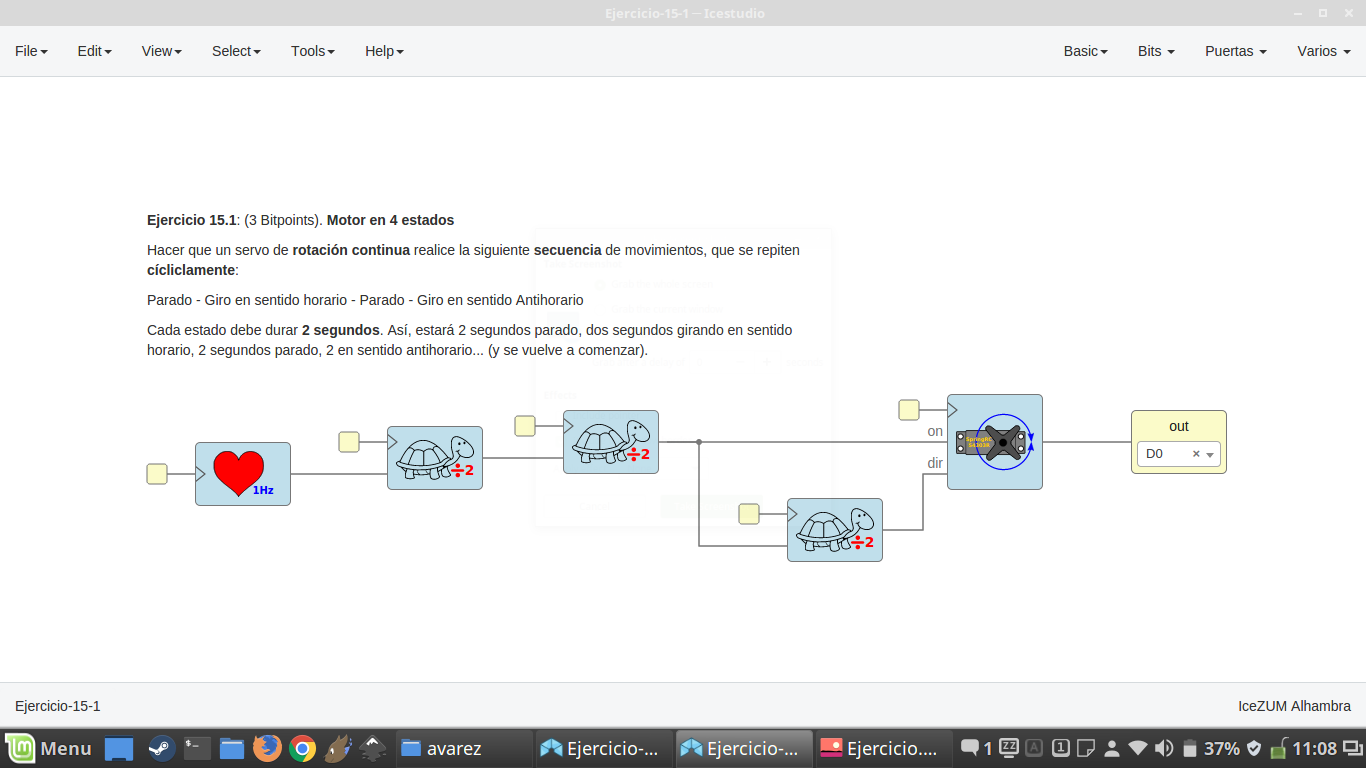 Ejercicio-15-1 – Icestudio
File Edit View Select Tools Help Basic Bits Puertas Varios
Ejercicio 15.1: (3 Bitpoints). Motor en 4 estados
Hacer que un servo de rotación continua realice la siguiente secuencia de movimientos, que se repiten
cícliclamente:
Parado - Giro en sentido horario - Parado - Giro en sentido Antihorario
Cada estado debe durar 2 segundos. Así, estará 2 segundos parado, dos segundos girando en sentido
horario, 2 segundos parado, 2 en sentido antihorario... (y se vuelve a comenzar).
1Hz
÷2
÷2
÷2
on
dir
out
D0 ×
Ejercicio-15-1 IceZUM Alhambra
Menu avarez Ejercicio-... Ejercicio-... Ejercicio.... 1 ZZ A 1 37% 11:08